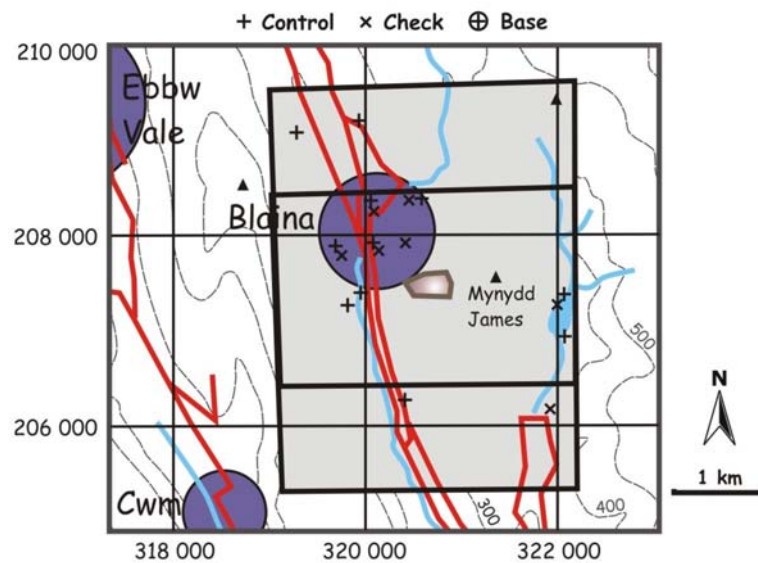 + Control × Check ⊕ Base
210 000
Ebbw
Vale
Blaina
208 000
Mynydd
James
500
N
206 000
1 km
Cwm
300
400
318 000 320 000 322 000